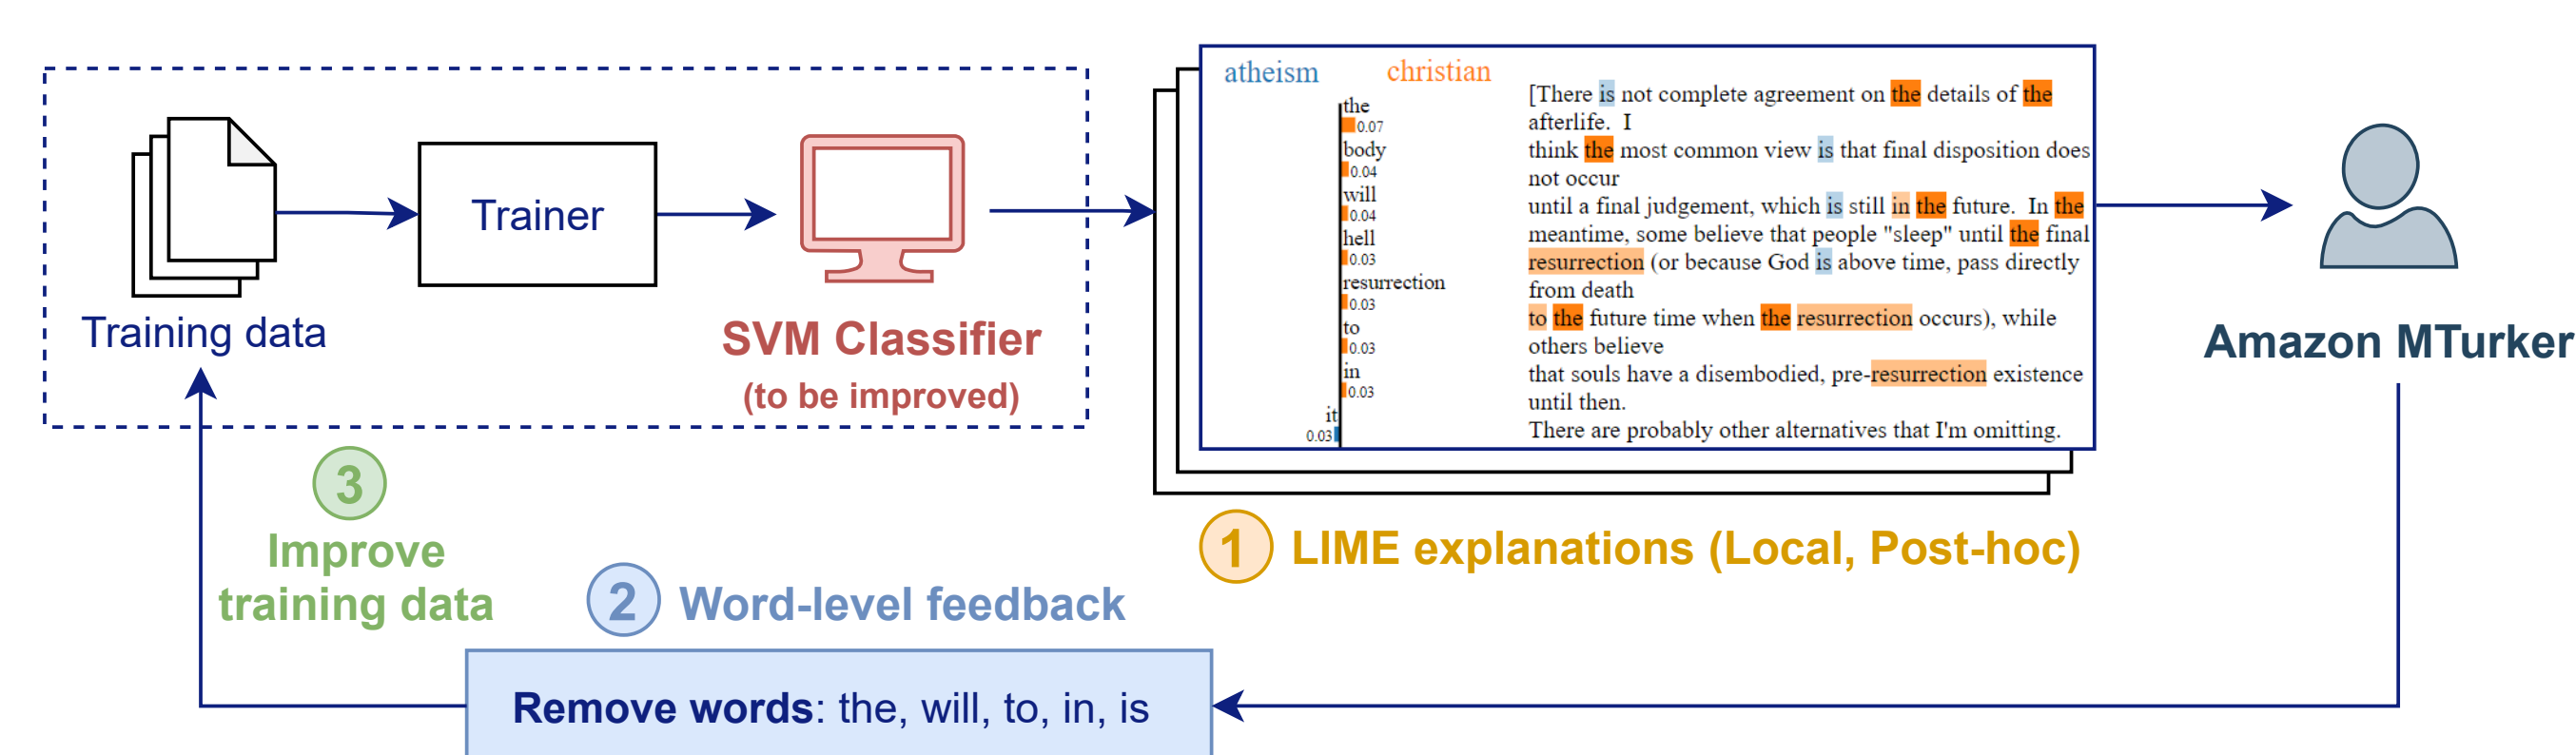 Training data
Trainer
SVM Classifier
(to be improved)
atheism christian
the
0.07
body
0.04
will
0.04
hell
0.03
resurrection
0.03
to
0.03
in
0.03
it
0.03
[There is not complete agreement on the details of the
afterlife. I
think the most common view is that final disposition does
not occur
until a final judgement, which is still in the future. In the
meantime, some believe that people "sleep" until the final
resurrection (or because God is above time, pass directly
from death
to the future time when the resurrection occurs), while
others believe
that souls have a disembodied, pre-resurrection existence
until then.
There are probably other alternatives that I'm omitting.
Amazon MTurker
1 LIME explanations (Local, Post-hoc)
2 Word-level feedback
Remove words: the, will, to, in, is
3
Improve
training data